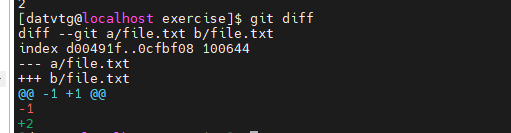 2
[datvtg@localhost exercise]$ git diff
diff --git a/file.txt b/file.txt
index d00491f..0cfbf08 100644
--- a/file.txt
+++ b/file.txt
@@ -1 +1 @@
-1
+2